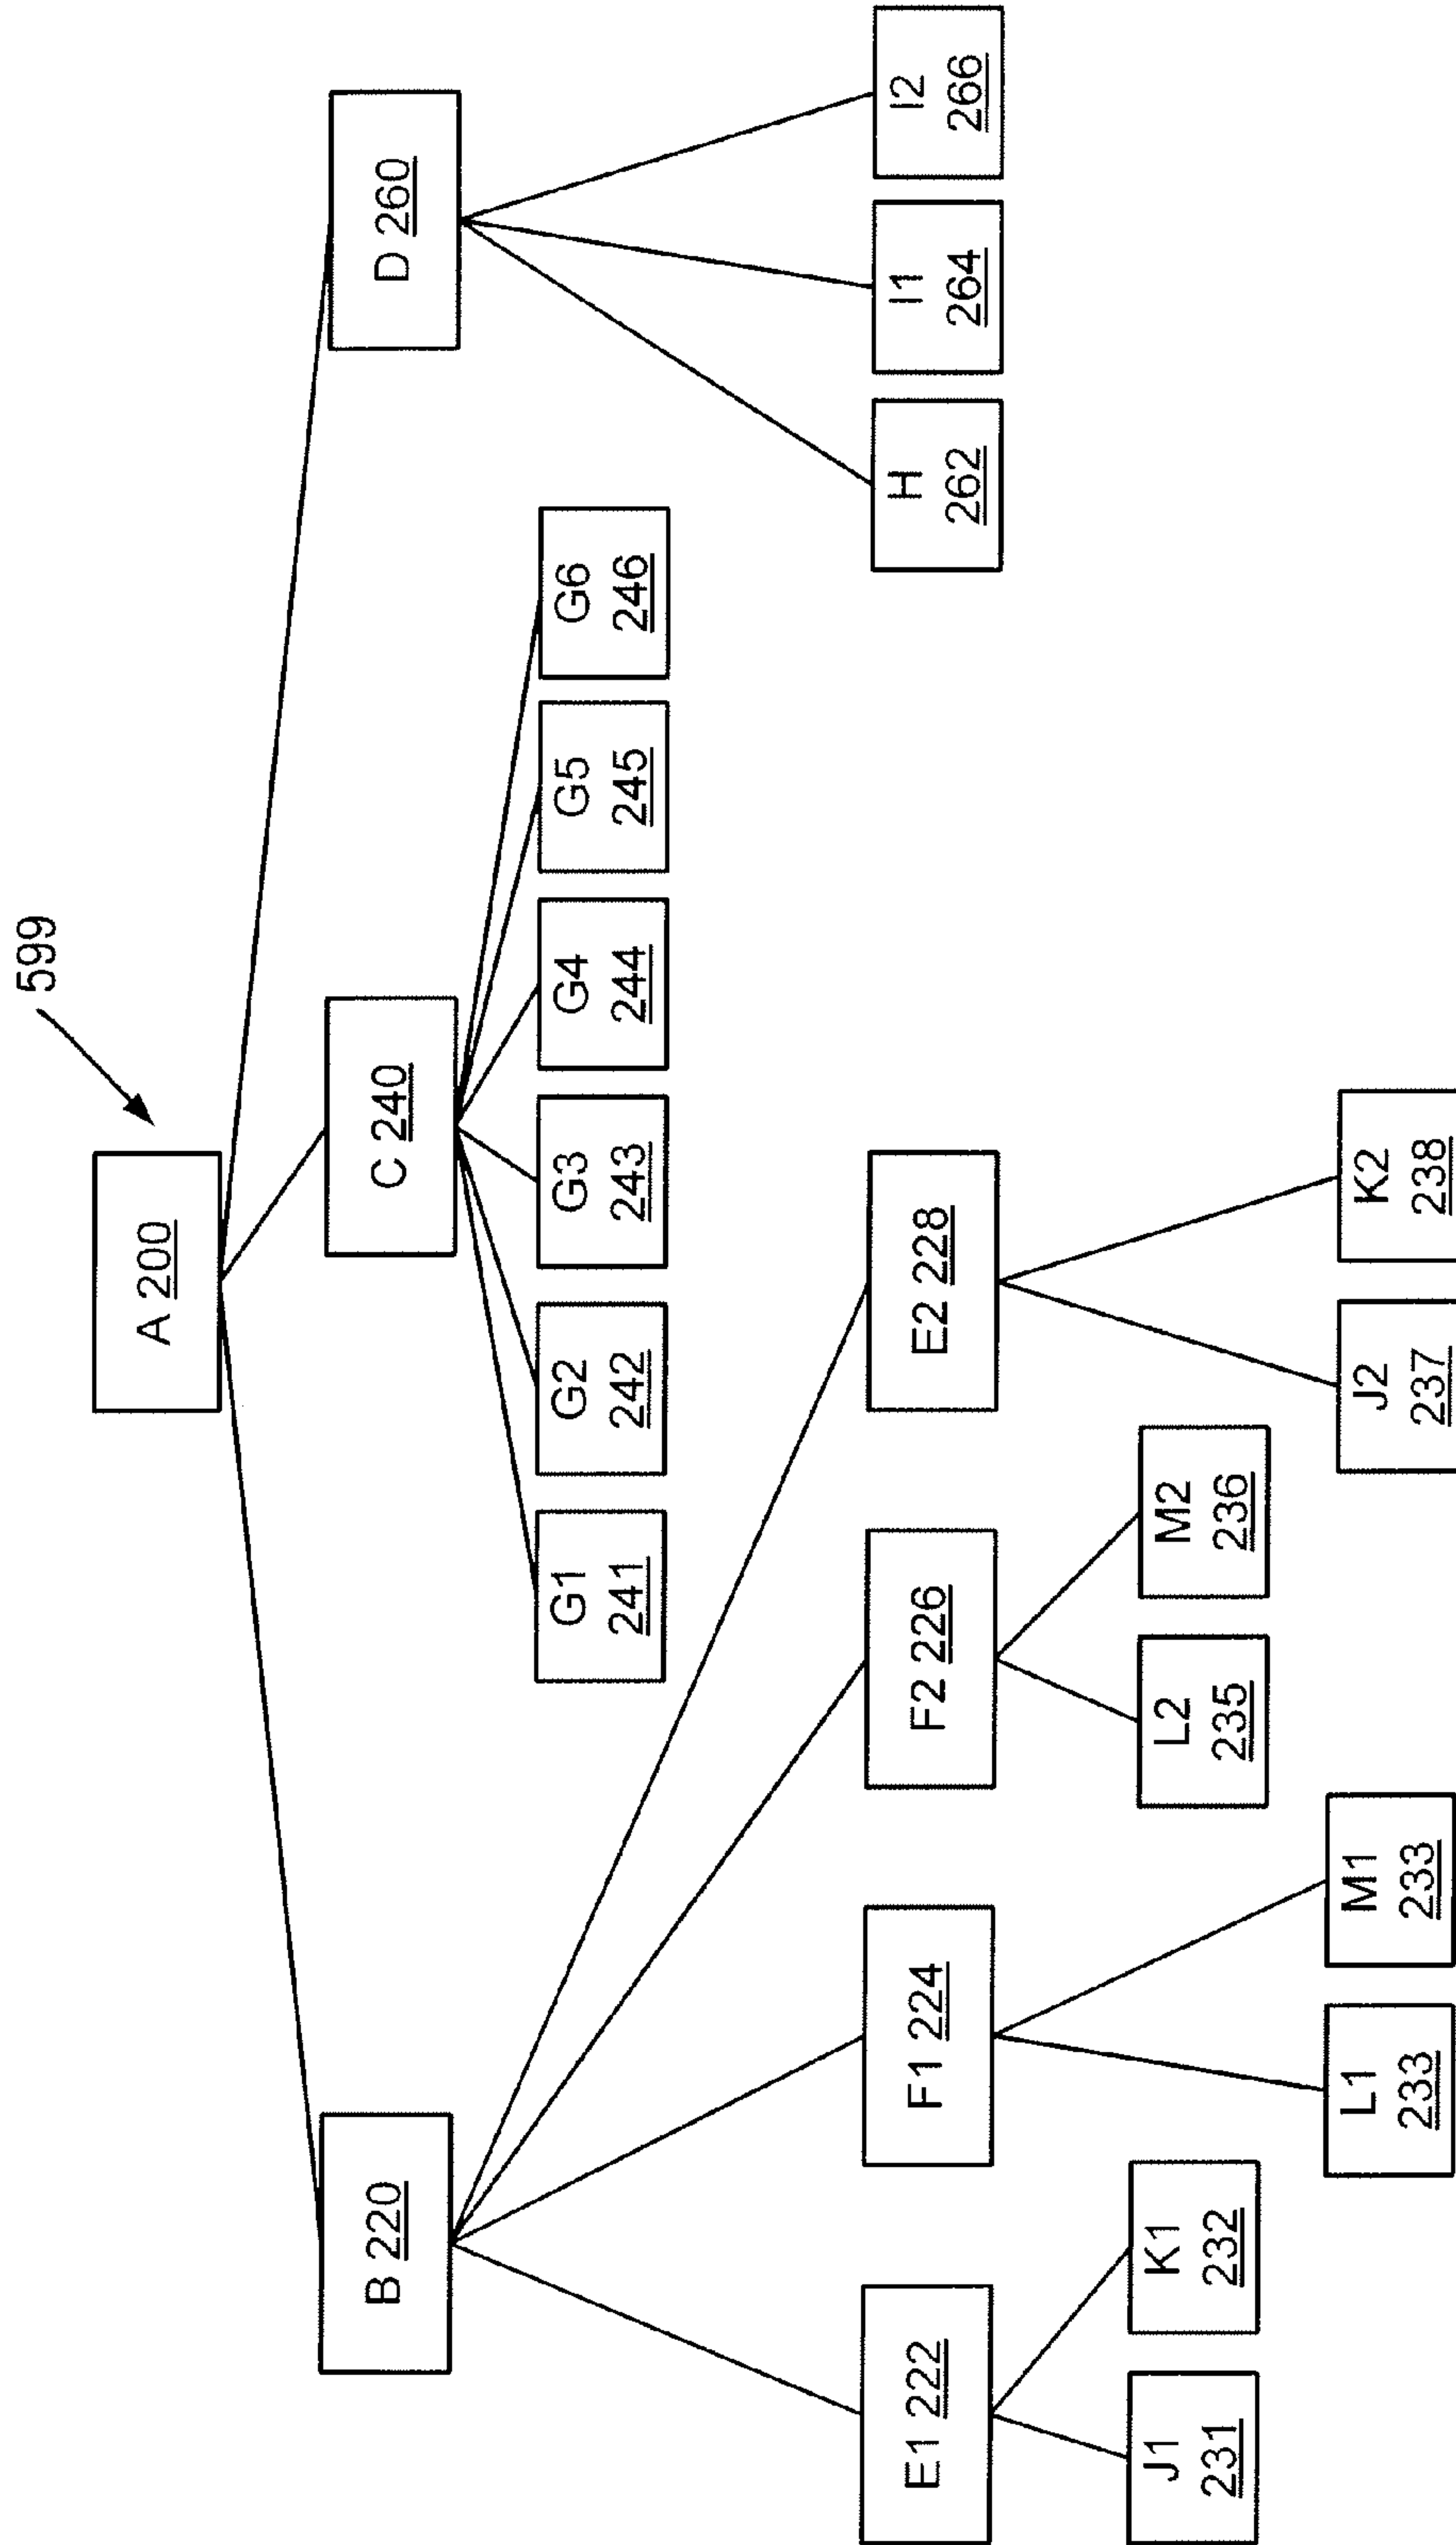 599
A 200
B 220
C 240
D 260
G1
241
G2
242
G3
243
G4
244
G5
245
G6
246
E1 222
F1 224
F2 226
E2 228
H
262
I1
264
I2
266
J1
231
K1
232
L1
233
M1
233
L2
235
M2
236
J2
237
K2
238